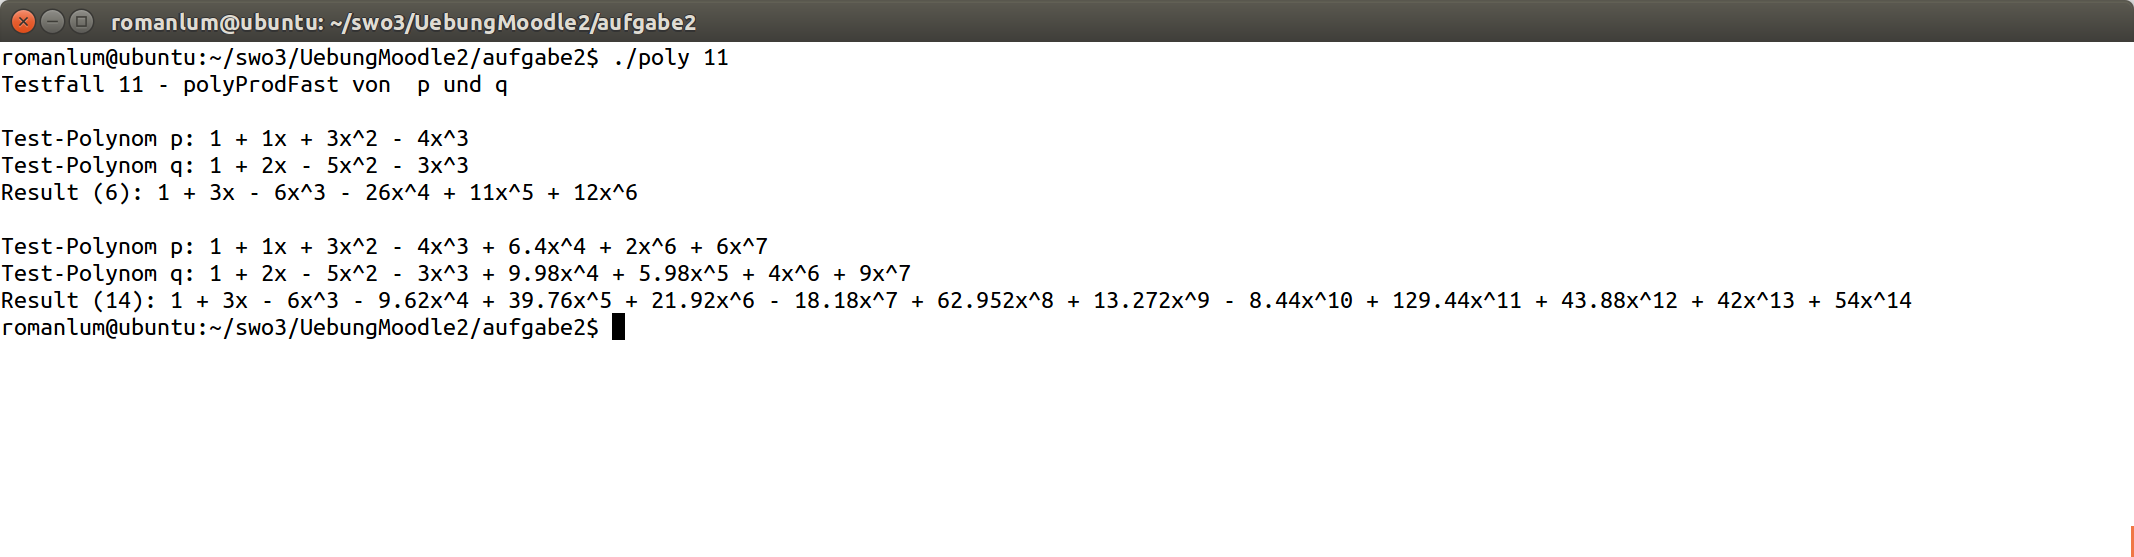 romanlum@ubuntu: ~/swo3/UebungMoodle2/aufgabe2
romanlum@ubuntu:~/swo3/UebungMoodle2/aufgabe2$ ./poly 11
Testfall 11 - polyProdFast von  p und q
Test-Polynom p: 1 + 1x + 3x^2 - 4x^3
Test-Polynom q: 1 + 2x - 5x^2 - 3x^3
Result (6): 1 + 3x - 6x^3 - 26x^4 + 11x^5 + 12x^6
Test-Polynom p: 1 + 1x + 3x^2 - 4x^3 + 6.4x^4 + 2x^6 + 6x^7
Test-Polynom q: 1 + 2x - 5x^2 - 3x^3 + 9.98x^4 + 5.98x^5 + 4x^6 + 9x^7
Result (14): 1 + 3x - 6x^3 - 9.62x^4 + 39.76x^5 + 21.92x^6 - 18.18x^7 + 62.952x^8 + 13.272x^9 - 8.44x^10 + 129.44x^11 + 43.88x^12 + 42x^13 + 54x^14
romanlum@ubuntu:~/swo3/UebungMoodle2/aufgabe2$